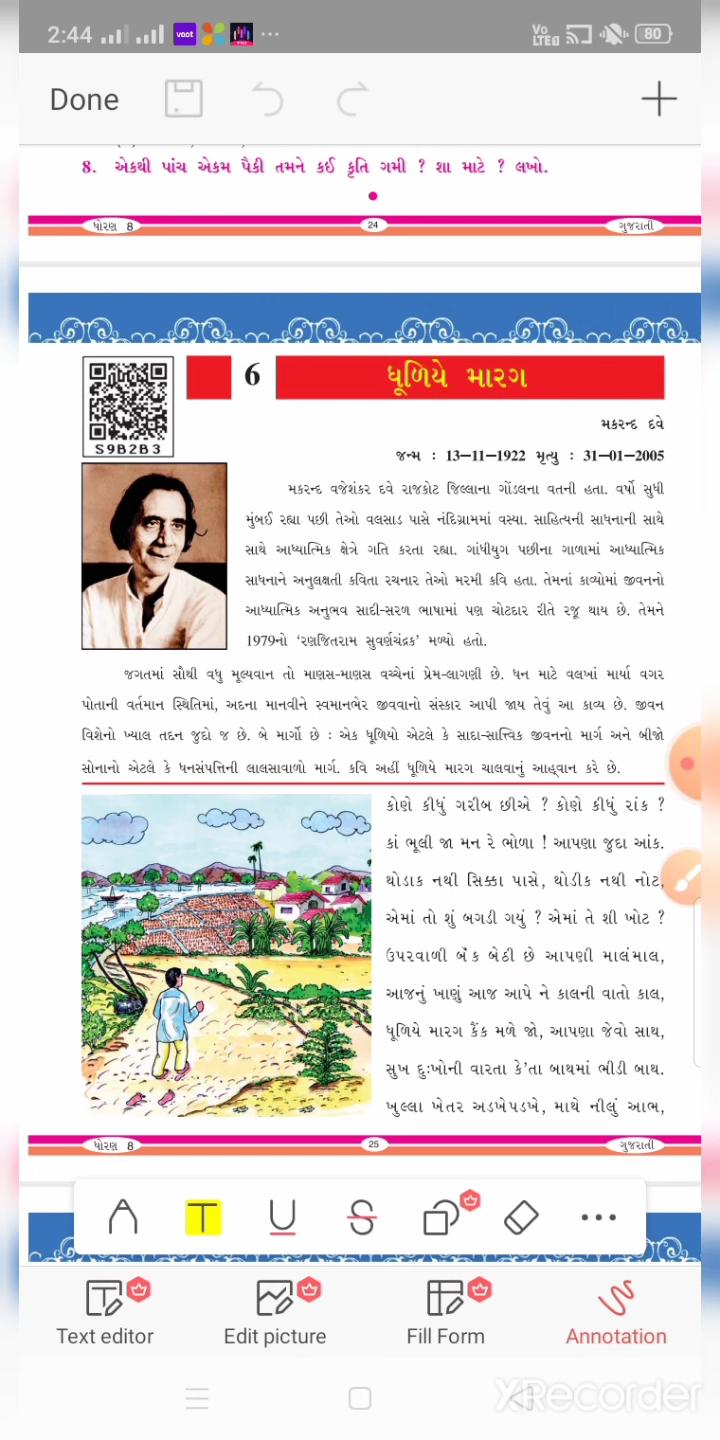 2:44
voot
Vo LTE
80
Done
8. એકથી પાંચ એકમ પૈકી તમને કઈ કૃતિ ગમી ? શા માટે ? લખો.
ધોરણ 8
24
ગુજરાતી
6
ધૂળિયે મારગ
S9B2B3
મકરન્દ દવે
જન્મ : 13–11–1922 મૃત્યુ : 31–01–2005
મકરન્દ વજેશંકર દવે રાજકોટ જિલ્લાના ગોંડલના વતની હતા. વર્ષો સુધી
મુંબઈ રહ્યા પછી તેઓ વલસાડ પાસે નંદિગ્રામમાં વસ્યા. સાહિત્યની સાધનાની સાથે
સાથે આધ્યાત્મિક ક્ષેત્રે ગતિ કરતા રહ્યા. ગાંધીયુગ પછીના ગાળામાં આધ્યાત્મિક
સાધનાને અનુલક્ષતી કવિતા રચનાર તેઓ મરમી કવિ હતા. તેમનાં કાવ્યોમાં જીવનનો
આધ્યાત્મિક અનુભવ સાદી-સરળ ભાષામાં પણ ચોટદાર રીતે રજૂ થાય છે. તેમને
1979નો ‘રણજિતરામ સુવર્ણચંદ્રક’ મળ્યો હતો.
જગતમાં સૌથી વધુ મૂલ્યવાન તો માણસ-માણસ વચ્ચેનાં પ્રેમ-લાગણી છે. ધન માટે વલખાં માર્યા વગર
પોતાની વર્તમાન સ્થિતિમાં, અદના માનવીને સ્વમાનભેર જીવવાનો સંસ્કાર આપી જાય તેવું આ કાવ્ય છે. જીવન
વિશેનો ખ્યાલ તદ્દન જુદો જ છે. બે માર્ગો છે : એક ધૂળિયો એટલે કે સાદા-સાત્ત્વિક જીવનનો માર્ગ અને બીજો
સોનાનો એટલે કે ધનસંપત્તિની લાલસાવાળો માર્ગ. કવિ અહીં ધૂળિયે મારગ ચાલવાનું આહ્વાન કરે છે.
કોણે કીધું ગરીબ છીએ ? કોણે કીધું રાંક ?
કાં ભૂલી જા મન રે ભોળા ! આપણા જુદા આંક.
થોડાક નથી સિક્કા પાસે, થોડીક નથી નોટ,
એમાં તો શું બગડી ગયું ? એમાં તે શી ખોટ ?
ઉપરવાળી બૅંક બેઠી છે આપણી માલંમાલ,
આજનું ખાણું આજ આપે ને કાલની વાતો કાલ,
ધૂળિયે મારગ કૈંક મળે જો, આપણા જેવો સાથ,
સુખ દુઃખોની વારતા કે’તા બાથમાં ભીડી બાથ.
ખુલ્લા ખેતર અડખેપડખે, માથે નીલું આભ,
ધોરણ 8
25
ગુજરાતી
T
U
S
Text editor
Edit picture
Fill Form
Annotation
XRecorder